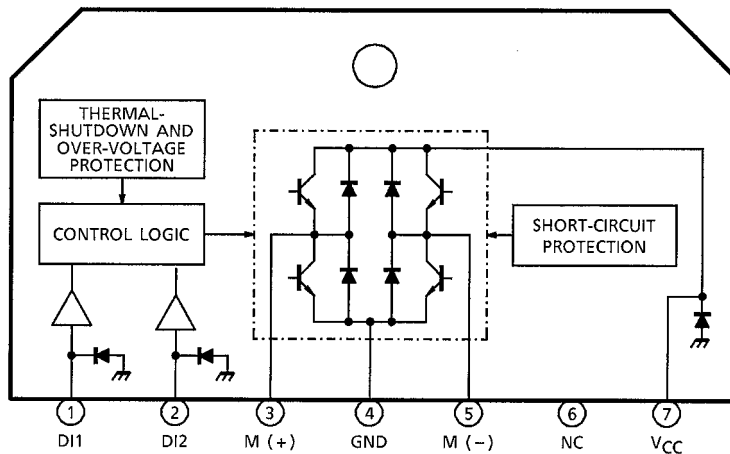 THERMAL-
SHUTDOWN AND
OVER-VOLTAGE
PROTECTION
CONTROL LOGIC
SHORT-CIRCUIT
PROTECTION
1
2
3
4
5
6
7
DI1
DI2
M (+)
GND
M (−)
NC
VCC